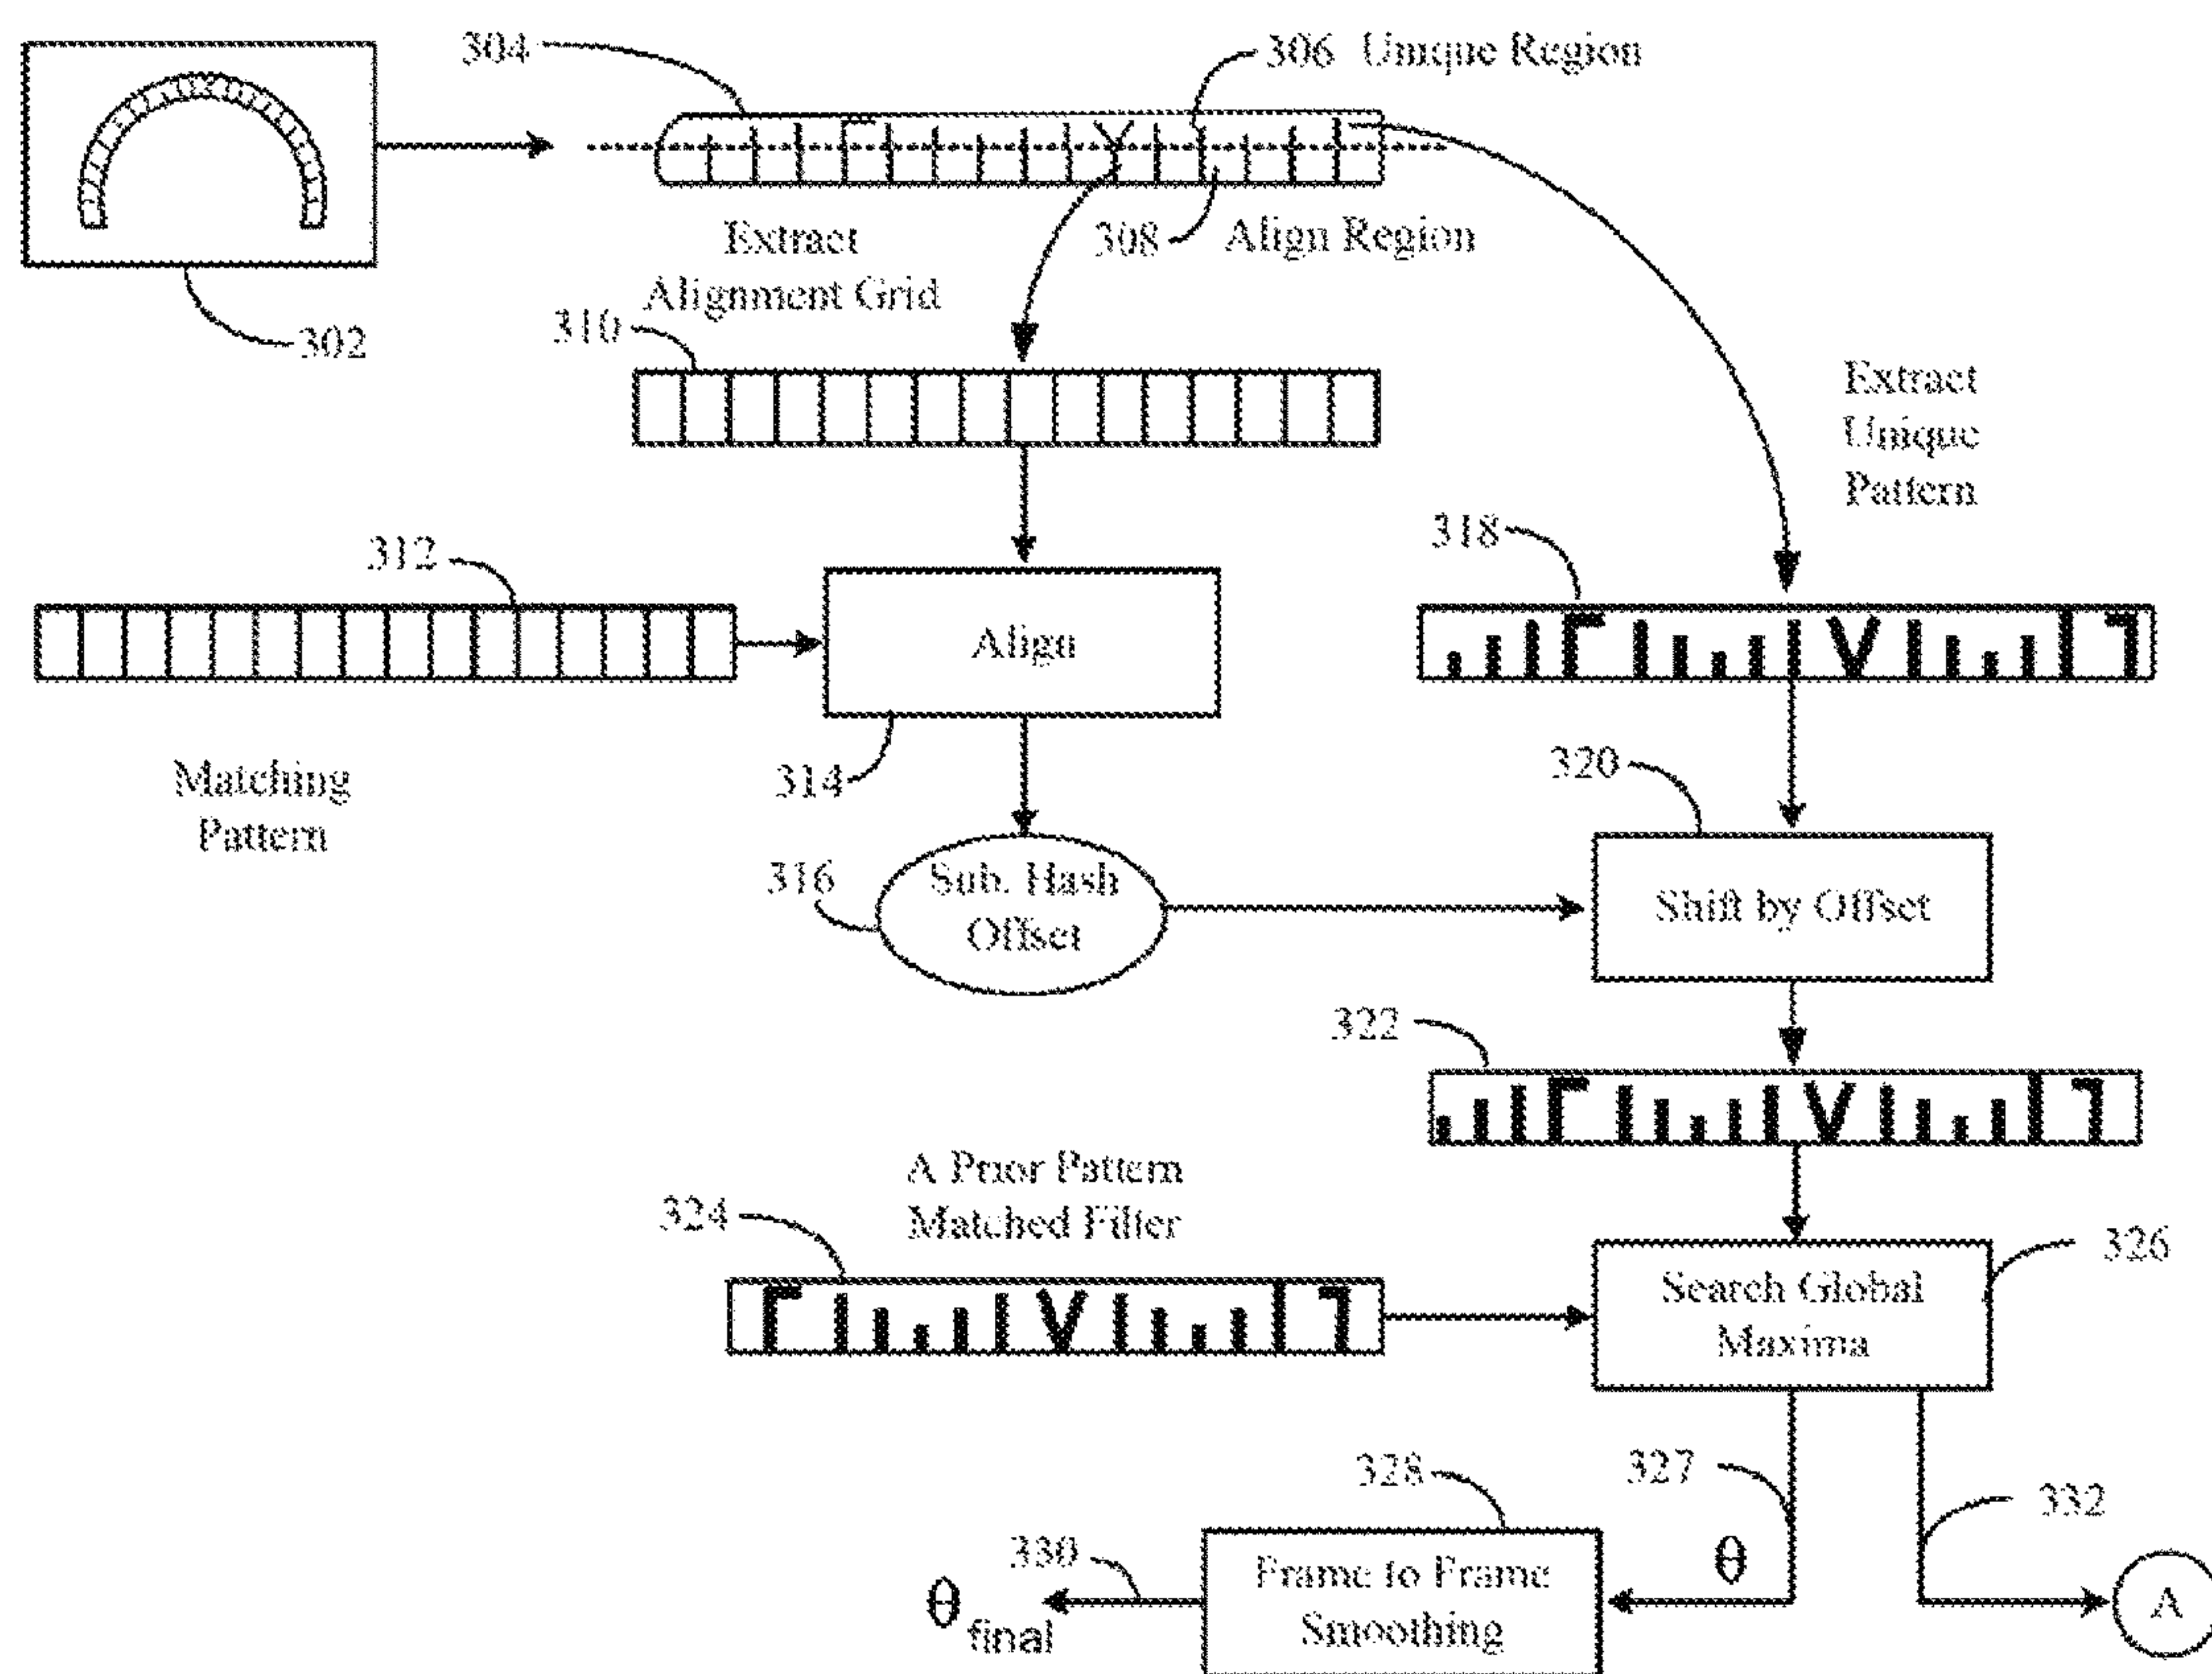 304
306 Unique Region
Extract
Alignment Grid
308 Align Region
302
310
Extract
Unique
Pattern
312
318
Align
Matching
Pattern
314
320
316
Sub. Hash
Offset
Shift by Offset
322
A Prior Pattern
Matched Filter
324
326
Search Global
Maxima
328
327
332
330
θ
θ final
Frame to Frame
Smoothing
A